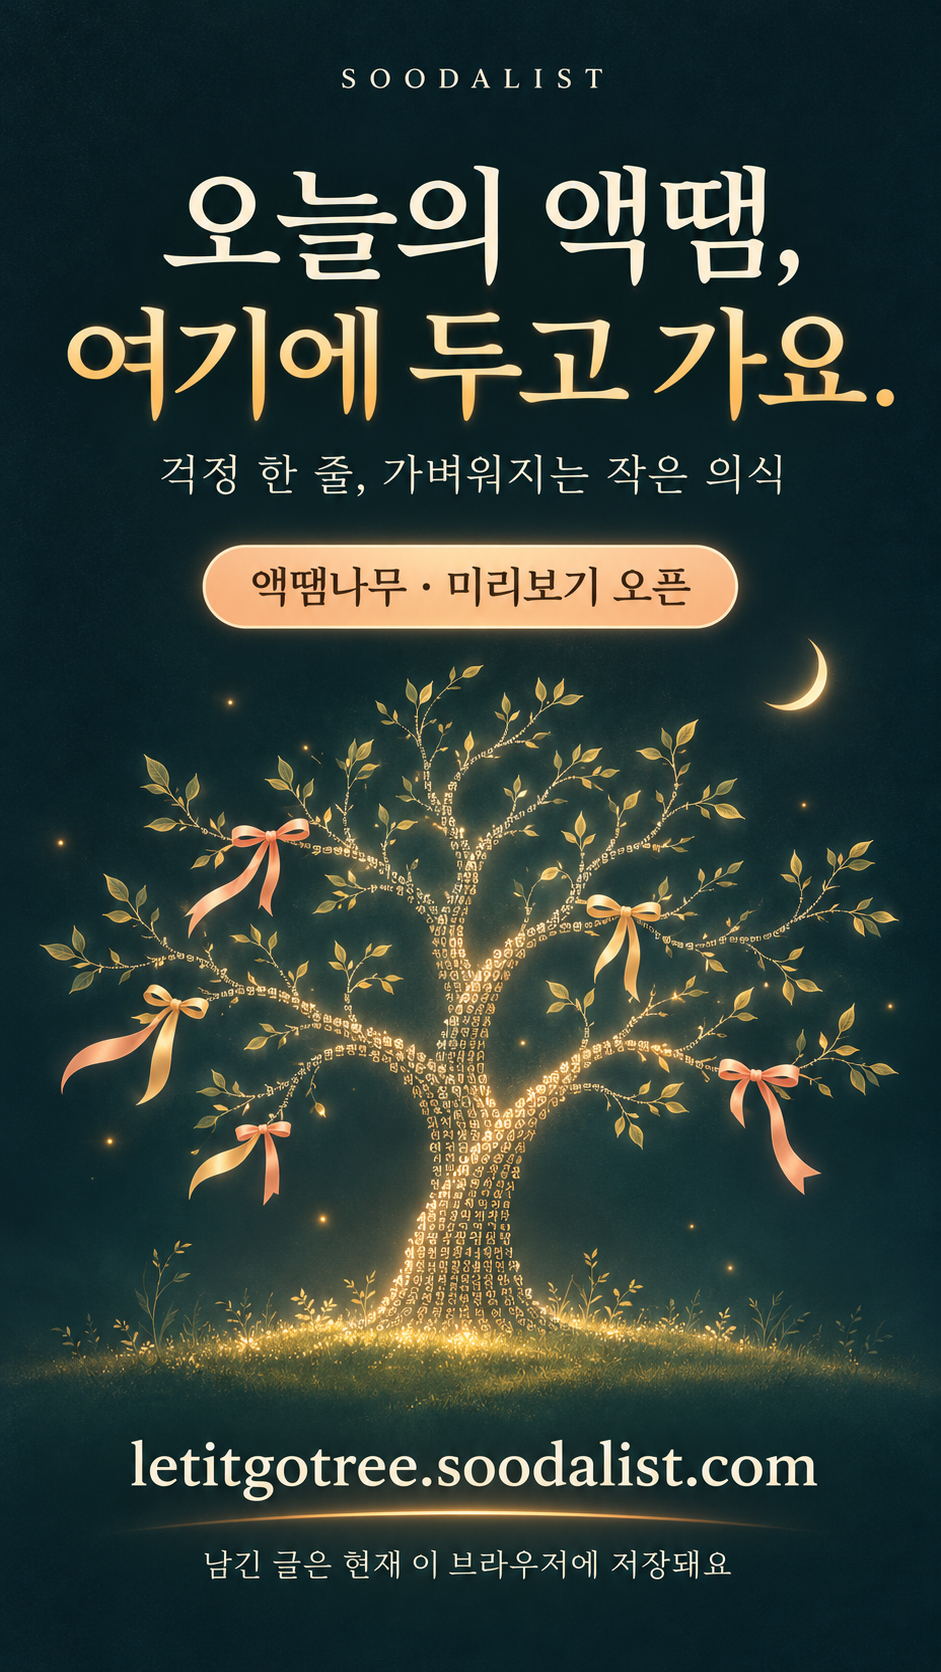 SOODALIST
오늘의 액땜,
여기에 두고 가요.
걱정 한 줄, 가벼워지는 작은 의식
액땜나무 · 미리보기 오픈
letitgotree.soodalist.com
남긴 글은 현재 이 브라우저에 저장돼요